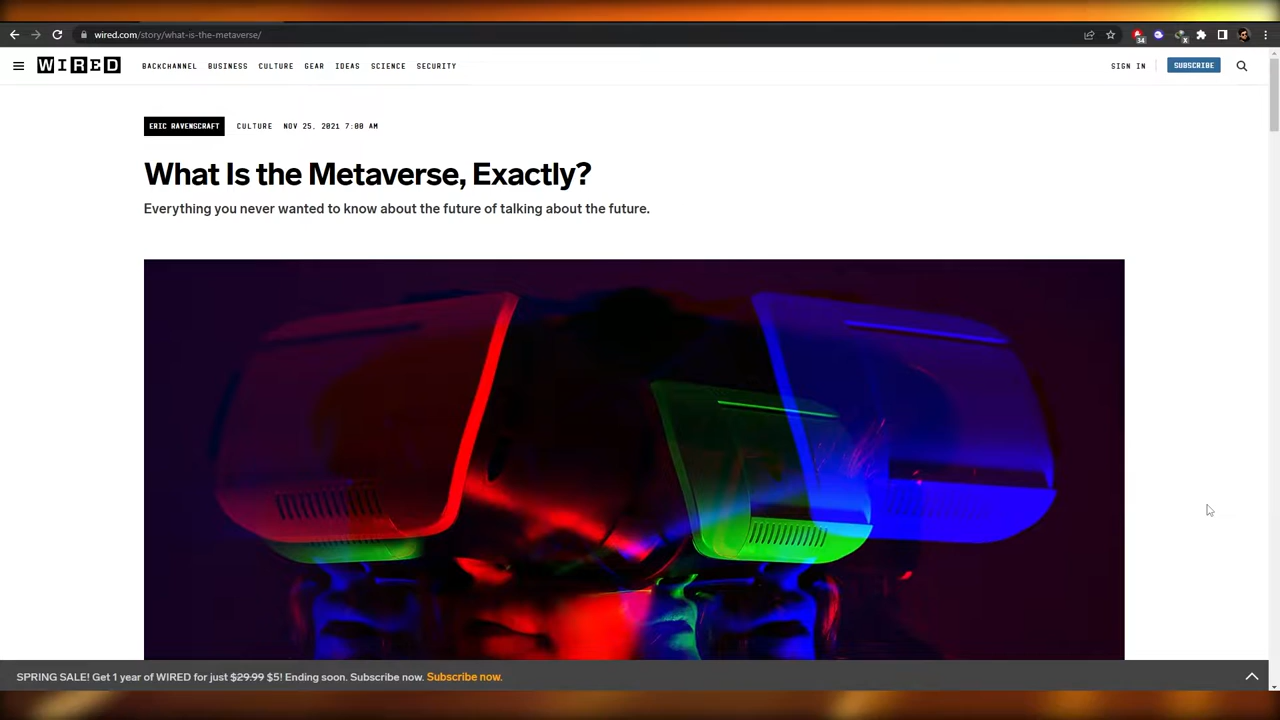 wired.com/story/what-is-the-metaverse/
34
x
WIRED
BACKCHANNEL BUSINESS CULTURE GEAR IDEAS SCIENCE SECURITY
SIGN IN
SUBSCRIBE
ERIC RAVENSCRAFT CULTURE NOV 25, 2021 7:00 AM
What Is the Metaverse, Exactly?
Everything you never wanted to know about the future of talking about the future.
SPRING SALE! Get 1 year of WIRED for just $29.99 $5! Ending soon. Subscribe now. Subscribe now.